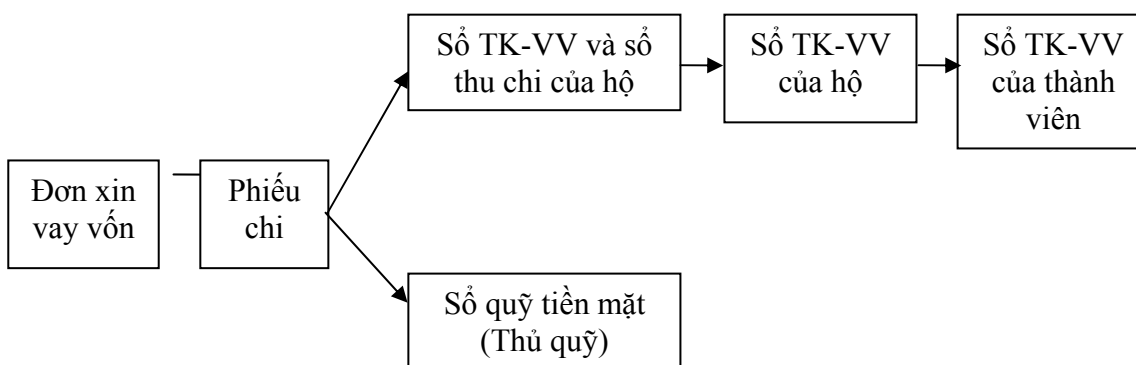 Sổ TK-VV và sổ
thu chi của hộ
Sổ TK-VV
của hộ
Sổ TK-VV
của thành
viên
Đơn xin
vay vốn
Phiếu
chi
Sổ quỹ tiền mặt
(Thủ quỹ)